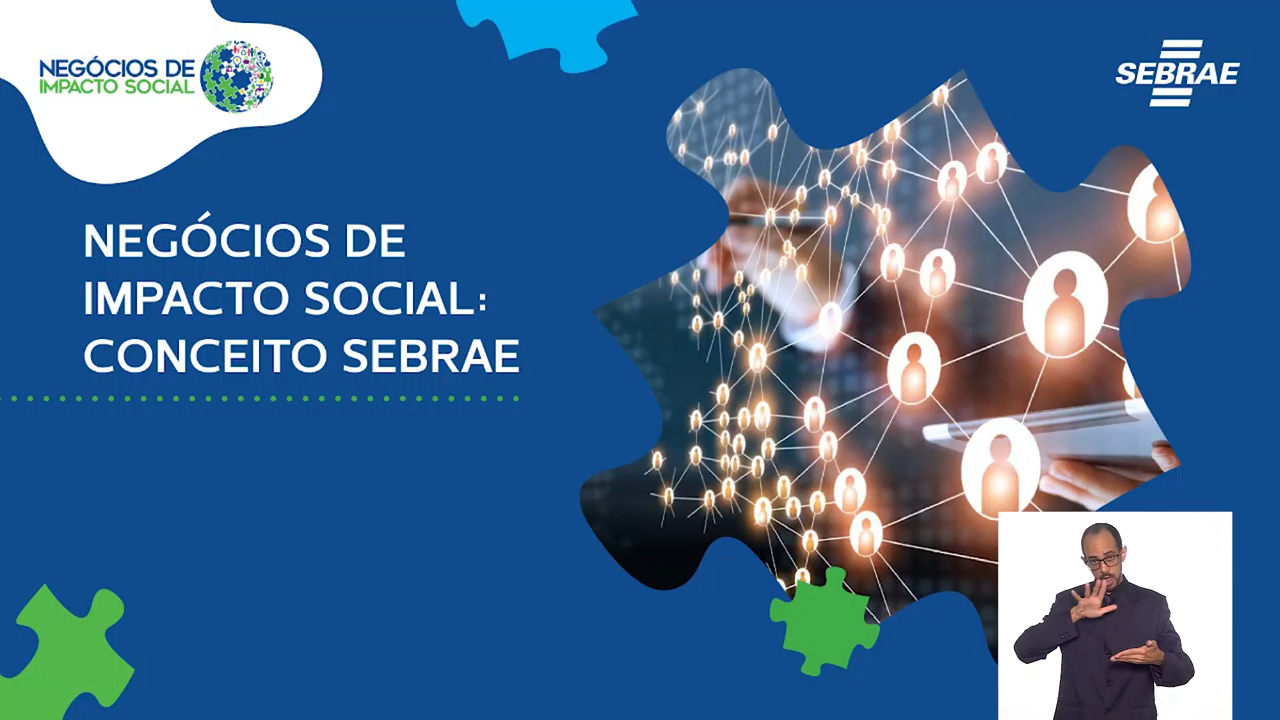 NEGÓCIOS DE
IMPACTO SOCIAL
SEBRAE
NEGÓCIOS DE
IMPACTO SOCIAL:
CONCEITO SEBRAE